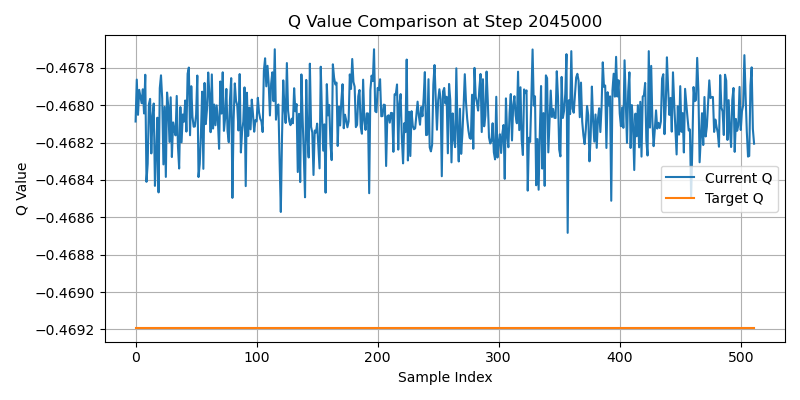 Q Value Comparison at Step 2045000
−0.4678
−0.4680
−0.4682
−0.4684
−0.4686
−0.4688
−0.4690
−0.4692
Q Value
Current Q
Target Q
0 100 200 300 400 500
Sample Index